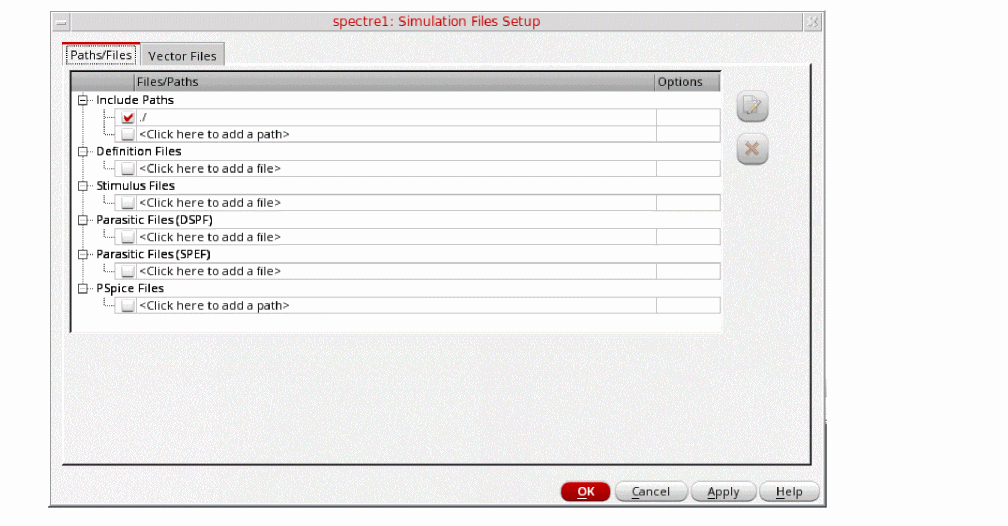 spectre1: Simulation Files Setup
Paths/Files Vector Files
Files/Paths Options
Include Paths
./
<Click here to add a path>
Definition Files
<Click here to add a file>
Stimulus Files
<Click here to add a file>
Parasitic Files (DSPF)
<Click here to add a file>
Parasitic Files (SPEF)
<Click here to add a file>
PSpice Files
<Click here to add a path>
OK Cancel Apply Help